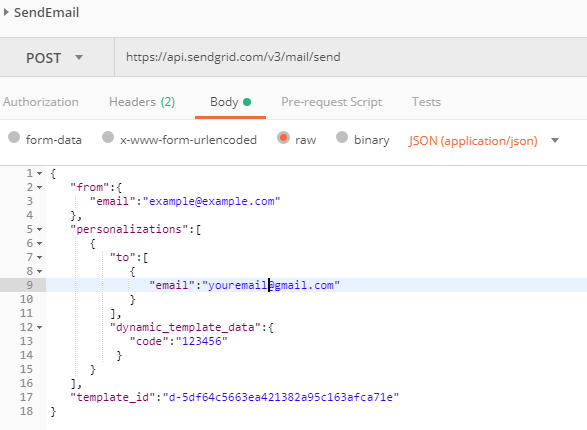 SendEmail
POST https://api.sendgrid.com/v3/mail/send
Authorization Headers (2) Body Pre-request Script Tests
form-data x-www-form-urlencoded raw binary JSON (application/json)
1 {
2 "from":{
3 "email":"example@example.com"
4 },
5 "personalizations":[
6 {
7 "to":[
8 {
9 "email":"youremail@gmail.com"
10 }
11 ],
12 "dynamic_template_data":{
13 "code":"123456"
14 }
15 }
16 ],
17 "template_id":"d-5df64c5663ea421382a95c163afca71e"
18 }